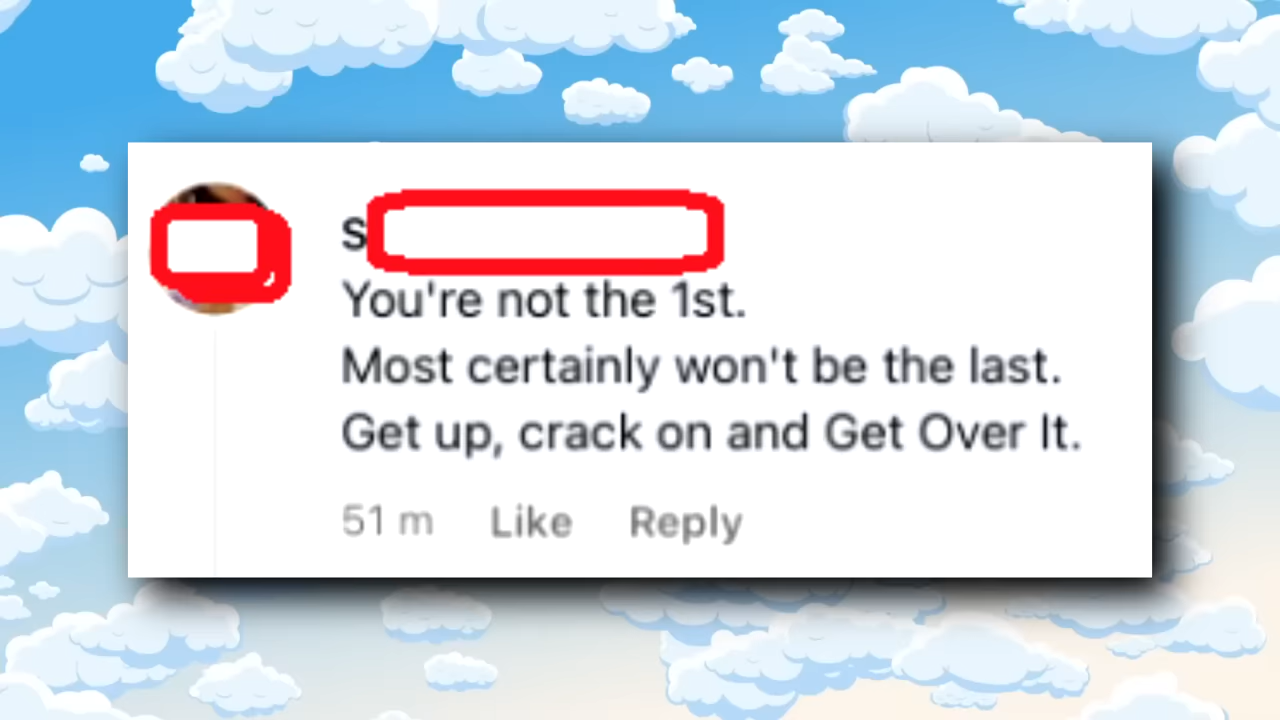 S
You're not the 1st.
Most certainly won't be the last.
Get up, crack on and Get Over It.
51 m Like Reply